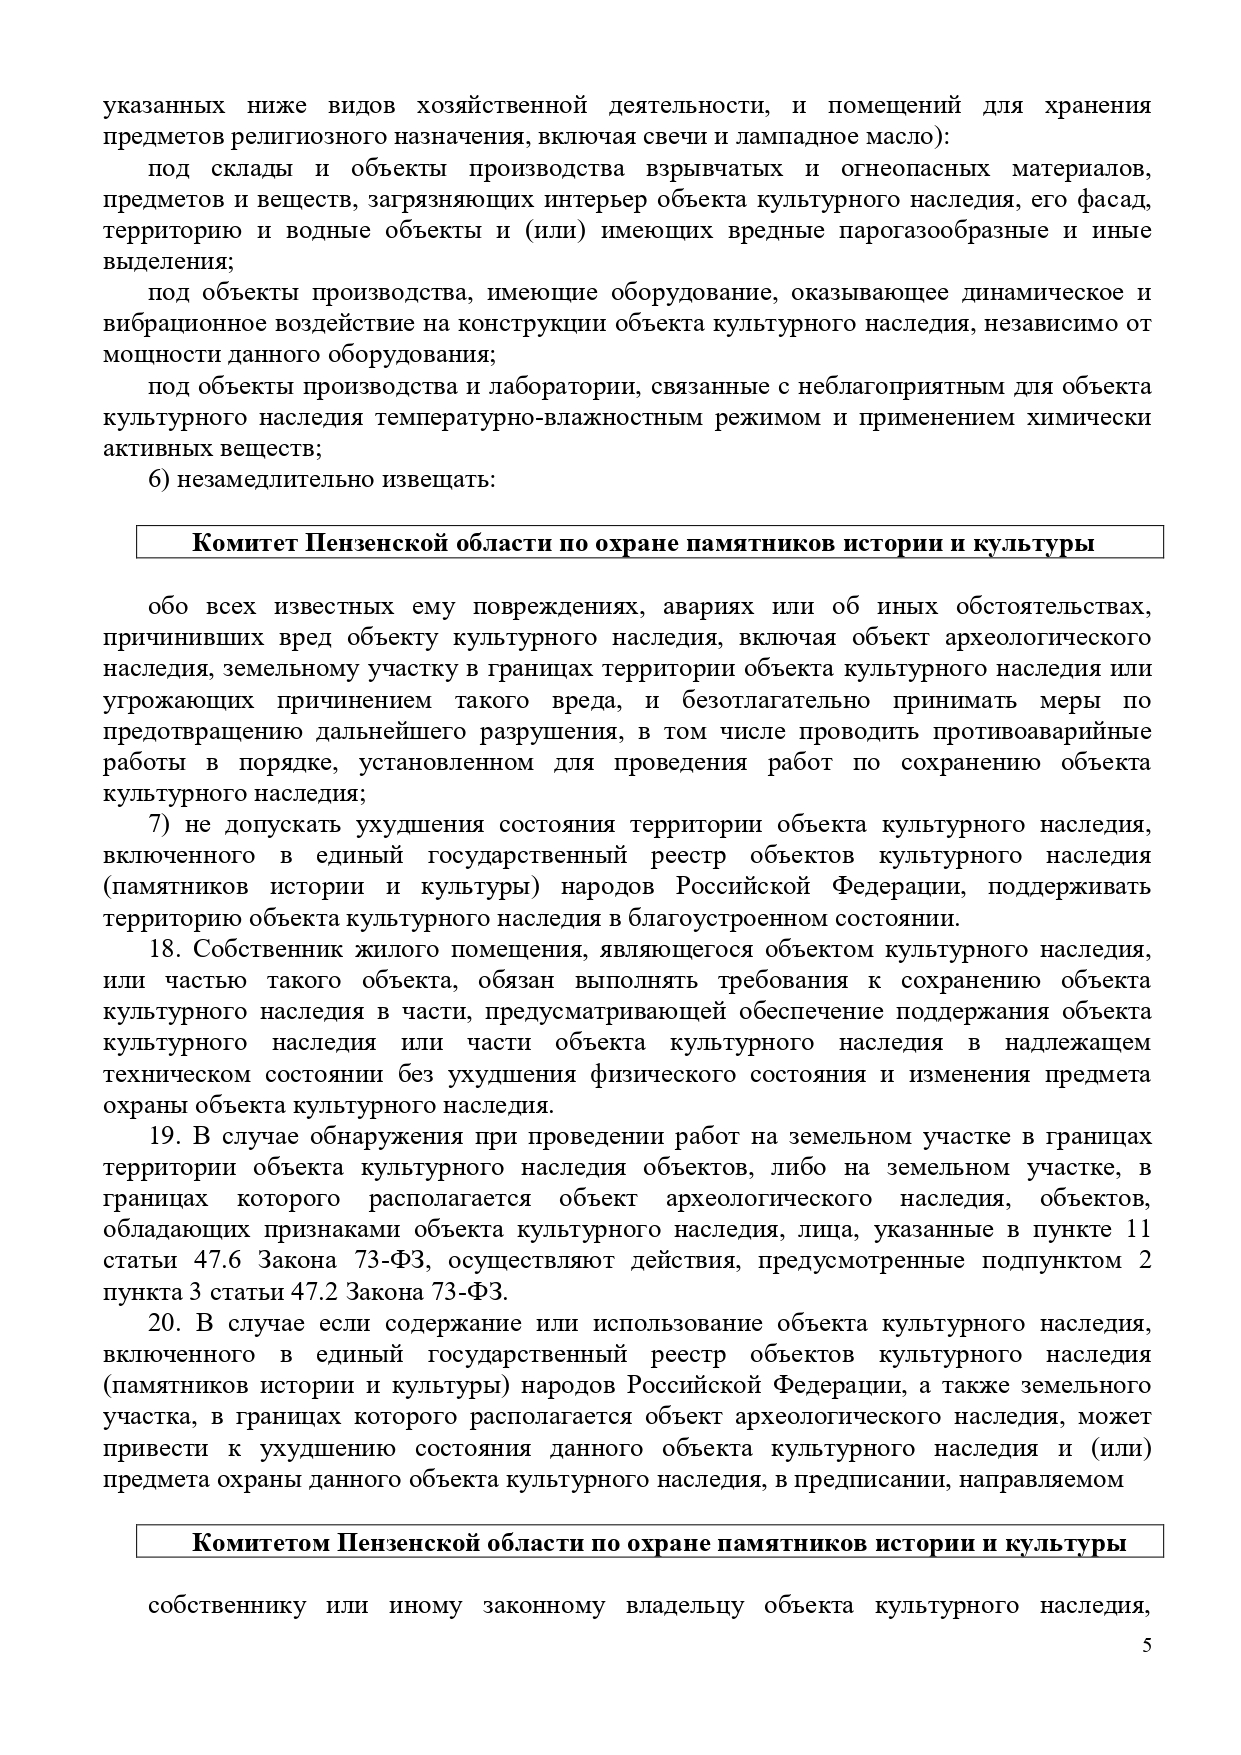 указанных ниже видов хозяйственной деятельности, и помещений для хранения
предметов религиозного назначения, включая свечи и лампадное масло):
под склады и объекты производства взрывчатых и огнеопасных материалов,
предметов и веществ, загрязняющих интерьер объекта культурного наследия, его фасад,
территорию и водные объекты и (или) имеющих вредные парогазообразные и иные
выделения;
под объекты производства, имеющие оборудование, оказывающее динамическое и
вибрационное воздействие на конструкции объекта культурного наследия, независимо от
мощности данного оборудования;
под объекты производства и лаборатории, связанные с неблагоприятным для объекта
культурного наследия температурно-влажностным режимом и применением химически
активных веществ;
6) незамедлительно извещать:
Комитет Пензенской области по охране памятников истории и культуры
обо всех известных ему повреждениях, авариях или об иных обстоятельствах,
причинивших вред объекту культурного наследия, включая объект археологического
наследия, земельному участку в границах территории объекта культурного наследия или
угрожающих причинением такого вреда, и безотлагательно принимать меры по
предотвращению дальнейшего разрушения, в том числе проводить противоаварийные
работы в порядке, установленном для проведения работ по сохранению объекта
культурного наследия;
7) не допускать ухудшения состояния территории объекта культурного наследия,
включенного в единый государственный реестр объектов культурного наследия
(памятников истории и культуры) народов Российской Федерации, поддерживать
территорию объекта культурного наследия в благоустроенном состоянии.
18. Собственник жилого помещения, являющегося объектом культурного наследия,
или частью такого объекта, обязан выполнять требования к сохранению объекта
культурного наследия в части, предусматривающей обеспечение поддержания объекта
культурного наследия или части объекта культурного наследия в надлежащем
техническом состоянии без ухудшения физического состояния и изменения предмета
охраны объекта культурного наследия.
19. В случае обнаружения при проведении работ на земельном участке в границах
территории объекта культурного наследия объектов, либо на земельном участке, в
границах которого располагается объект археологического наследия, объектов,
обладающих признаками объекта культурного наследия, лица, указанные в пункте 11
статьи 47.6 Закона 73-ФЗ, осуществляют действия, предусмотренные подпунктом 2
пункта 3 статьи 47.2 Закона 73-ФЗ.
20. В случае если содержание или использование объекта культурного наследия,
включенного в единый государственный реестр объектов культурного наследия
(памятников истории и культуры) народов Российской Федерации, а также земельного
участка, в границах которого располагается объект археологического наследия, может
привести к ухудшению состояния данного объекта культурного наследия и (или)
предмета охраны данного объекта культурного наследия, в предписании, направляемом
Комитетом Пензенской области по охране памятников истории и культуры
собственнику или иному законному владельцу объекта культурного наследия,
5